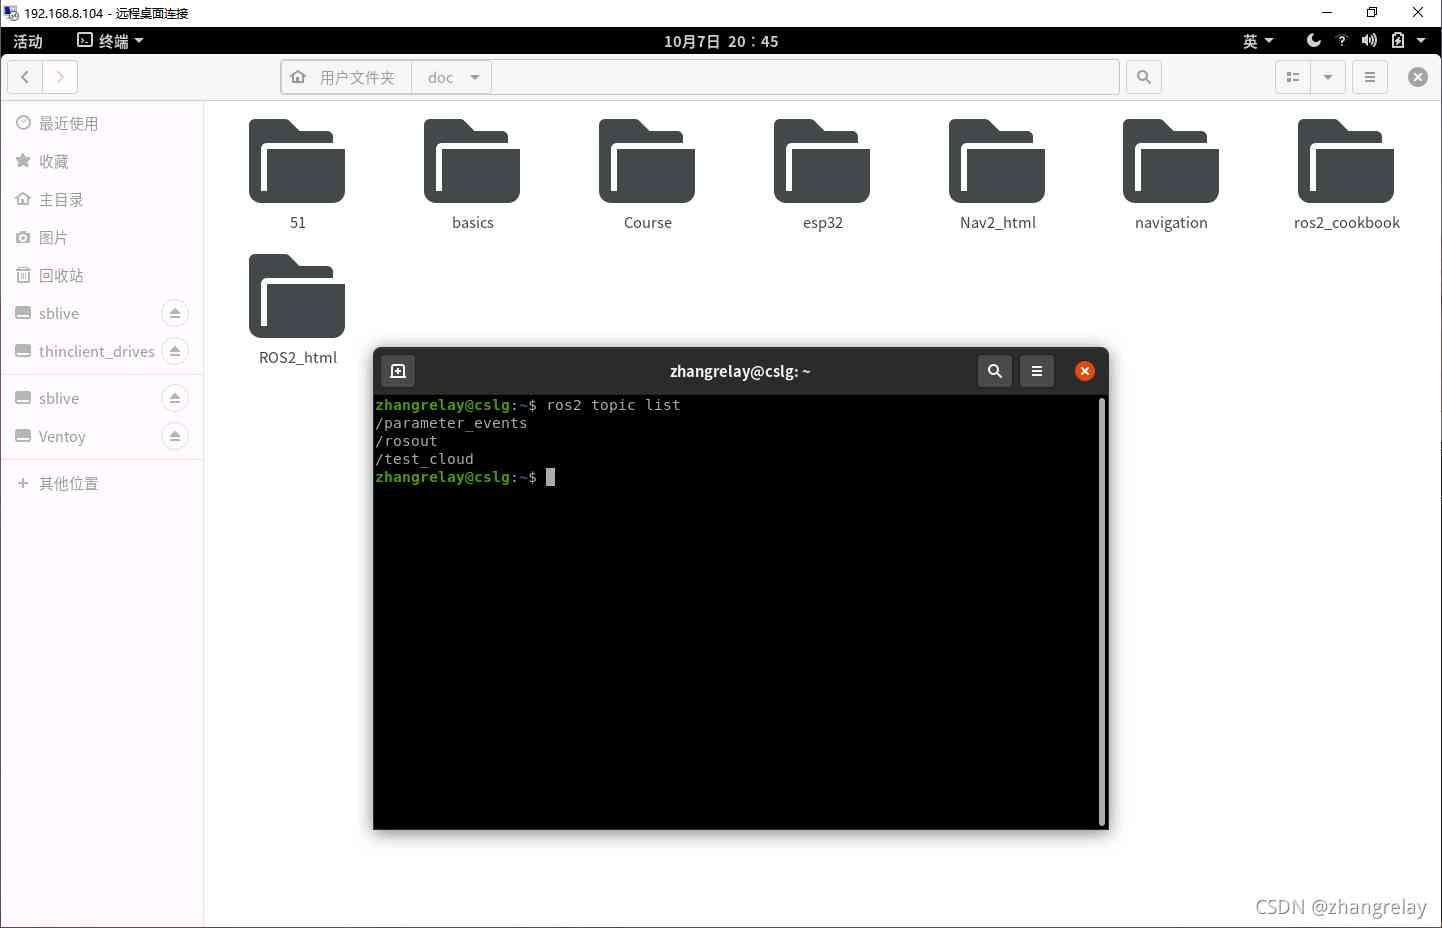 192.168.8.104 - 远程桌面连接
活动 终端 10月7日 20：45 英
用户文件夹 doc
最近使用
收藏
主目录
图片
回收站
sblive
thinclient_drives
sblive
Ventoy
其他位置
51 basics Course esp32 Nav2_html navigation ros2_cookbook
ROS2_html
zhangrelay@cslg: ~
zhangrelay@cslg:~$ ros2 topic list
/parameter_events
/rosout
/test_cloud
zhangrelay@cslg:~$
CSDN @zhangrelay